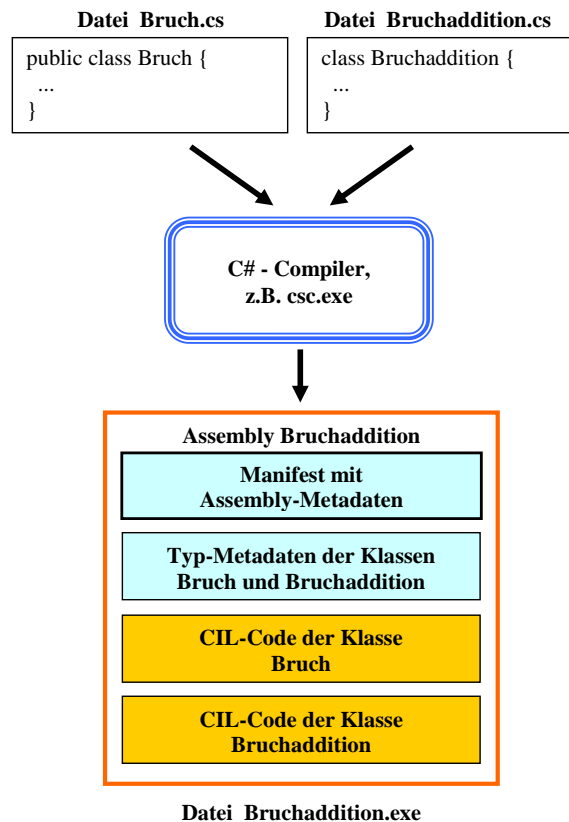 Datei Bruch.cs
public class Bruch {
...
}
Datei Bruchaddition.cs
class Bruchaddition {
...
}
C# - Compiler,
z.B. csc.exe
Assembly Bruchaddition
Manifest mit
Assembly-Metadaten
Typ-Metadaten der Klassen
Bruch und Bruchaddition
CIL-Code der Klasse
Bruch
CIL-Code der Klasse
Bruchaddition
Datei Bruchaddition.exe